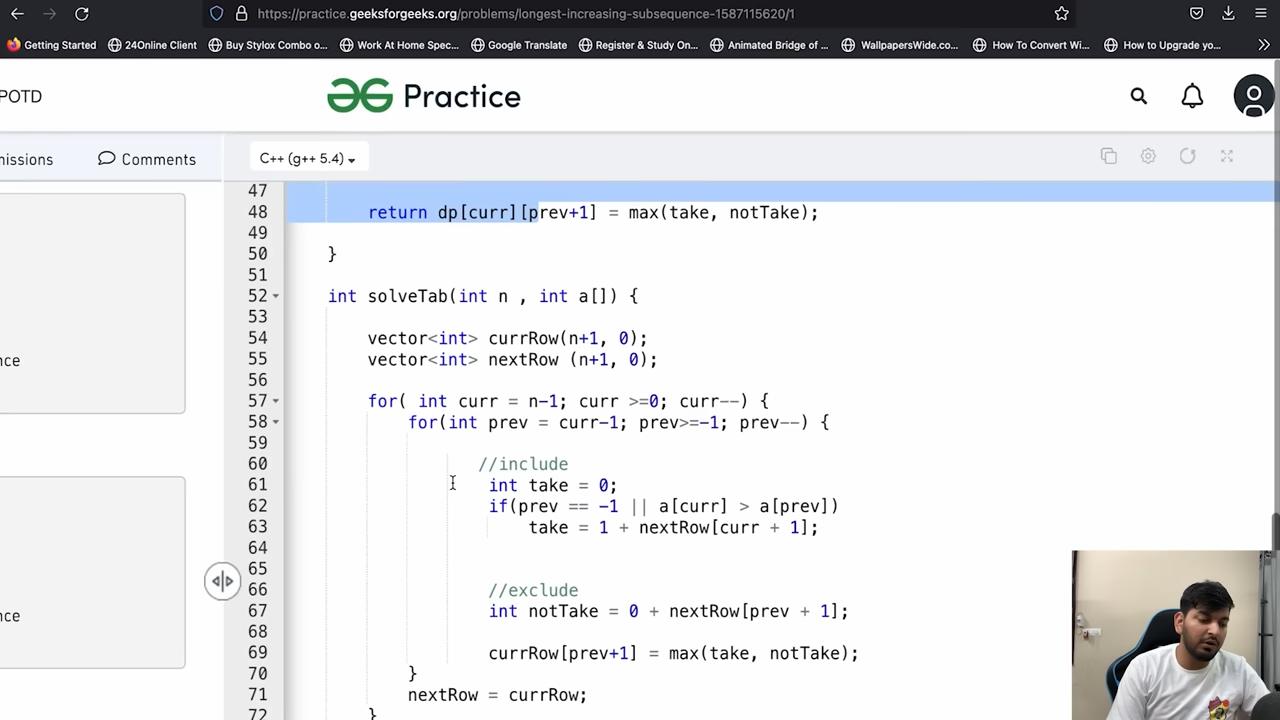 https://practice.geeksforgeeks.org/problems/longest-increasing-subsequence-1587115620/1
Getting Started
24Online Client
Buy Stylox Combo o...
Work At Home Spec...
Google Translate
Register & Study On...
Animated Bridge of ...
WallpapersWide.co...
How To Convert Wi...
How to Upgrade yo...
POTD
Practice
missions
Comments
C++ (g++ 5.4)
nce
nce
47
48 return dp[curr][prev+1] = max(take, notTake);
49
50 }
51
52 int solveTab(int n , int a[]) {
53
54 vector<int> currRow(n+1, 0);
55 vector<int> nextRow (n+1, 0);
56
57 for( int curr = n-1; curr >=0; curr--) {
58 for(int prev = curr-1; prev>=-1; prev--) {
59
60 //include
61 int take = 0;
62 if(prev == -1 || a[curr] > a[prev])
63 take = 1 + nextRow[curr + 1];
64
65
66 //exclude
67 int notTake = 0 + nextRow[prev + 1];
68
69 currRow[prev+1] = max(take, notTake);
70 }
71 nextRow = currRow;
72 }